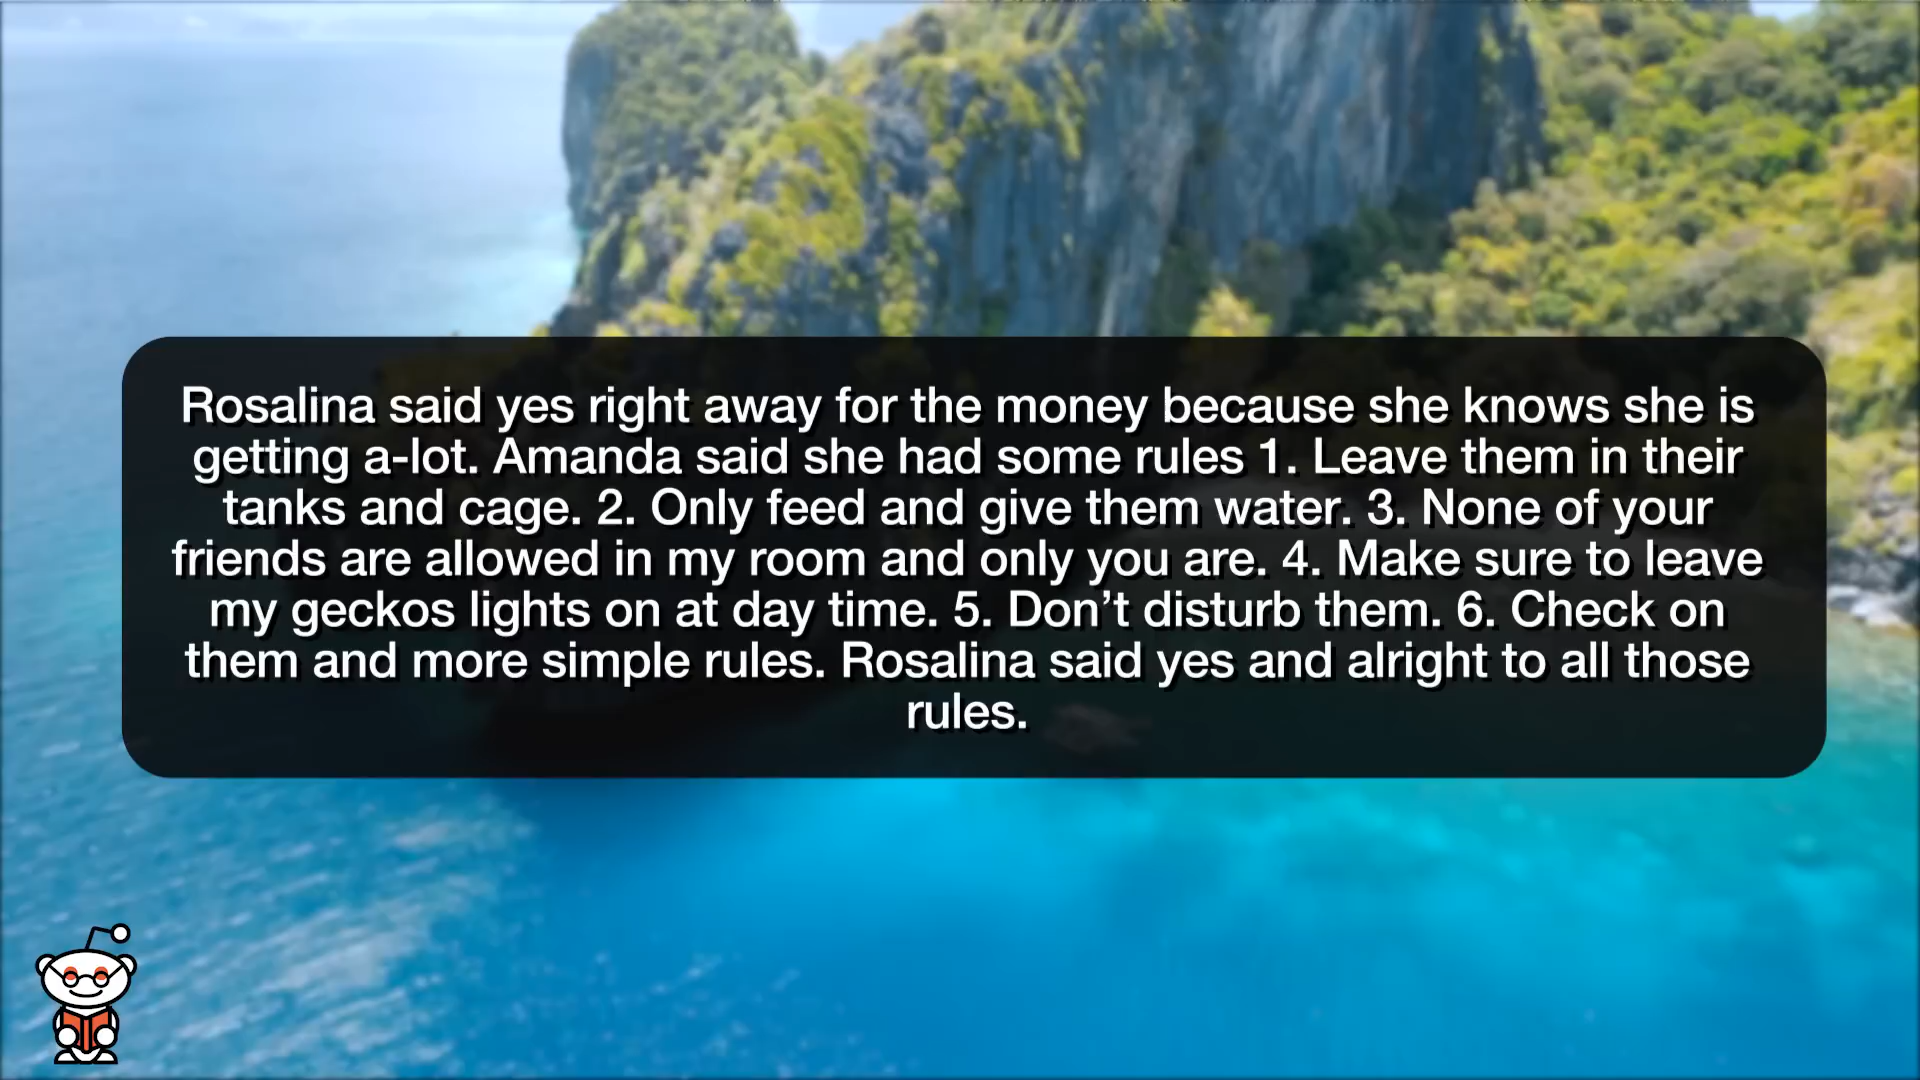 Rosalina said yes right away for the money because she knows she is
getting a-lot. Amanda said she had some rules 1. Leave them in their
tanks and cage. 2. Only feed and give them water. 3. None of your
friends are allowed in my room and only you are. 4. Make sure to leave
my geckos lights on at day time. 5. Don’t disturb them. 6. Check on
them and more simple rules. Rosalina said yes and alright to all those
rules.